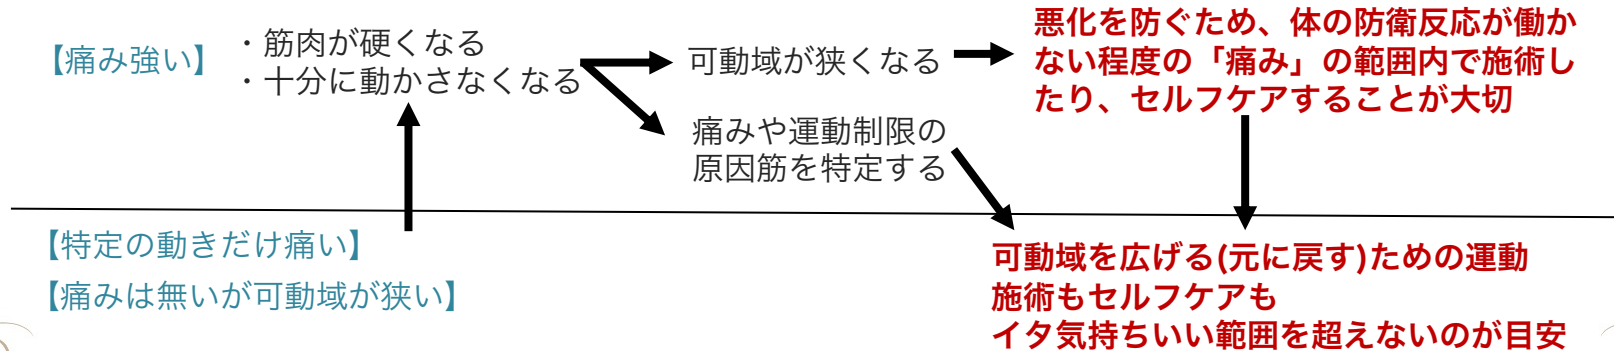 【痛み強い】
・筋肉が硬くなる
・十分に動かさなくなる
可動域が狭くなる
悪化を防ぐため、体の防衛反応が働か
ない程度の「痛み」の範囲内で施術し
たり、セルフケアすることが大切
痛みや運動制限の
原因筋を特定する
【特定の動きだけ痛い】
【痛みは無いが可動域が狭い】
可動域を広げる(元に戻す)ための運動
施術もセルフケアも
イタ気持ちいい範囲を超えないのが目安